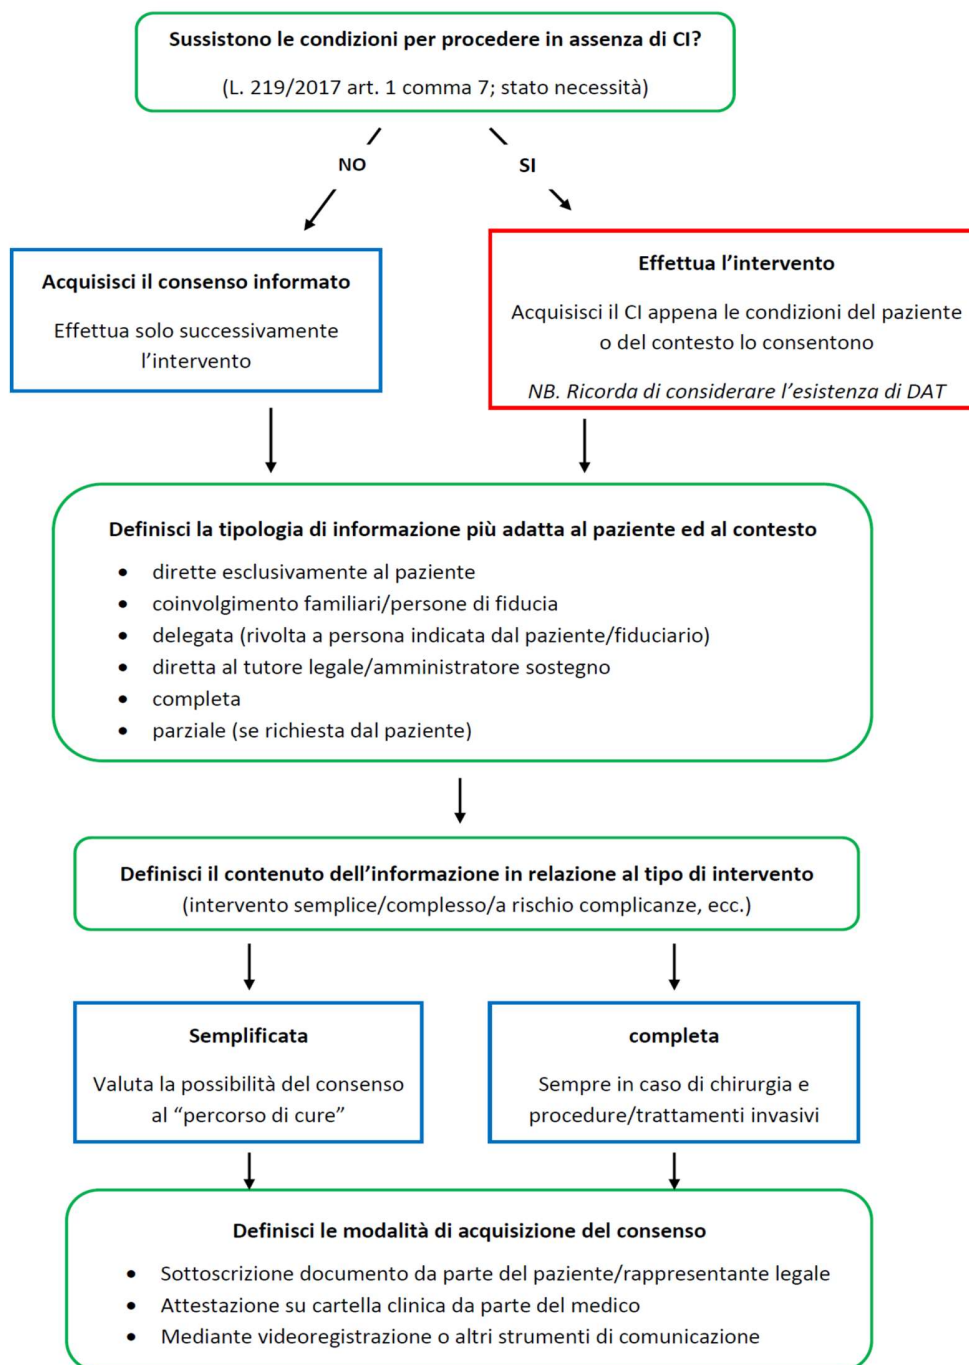 Sussistono le condizioni per procedere in assenza di CI?
(L. 219/2017 art. 1 comma 7; stato necessità)
NO
SI
Acquisisci il consenso informato
Effettua solo successivamente
l’intervento
Effettua l’intervento
Acquisisci il CI appena le condizioni del paziente
o del contesto lo consentono
NB. Ricorda di considerare l’esistenza di DAT
Definisci la tipologia di informazione più adatta al paziente ed al contesto
• dirette esclusivamente al paziente
• coinvolgimento familiari/persone di fiducia
• delegata (rivolta a persona indicata dal paziente/fiduciario)
• diretta al tutore legale/amministratore sostegno
• completa
• parziale (se richiesta dal paziente)
Definisci il contenuto dell’informazione in relazione al tipo di intervento
(intervento semplice/complesso/a rischio complicanze, ecc.)
Semplificata
Valuta la possibilità del consenso
al “percorso di cure”
completa
Sempre in caso di chirurgia e
procedure/trattamenti invasivi
Definisci le modalità di acquisizione del consenso
• Sottoscrizione documento da parte del paziente/rappresentante legale
• Attestazione su cartella clinica da parte del medico
• Mediante videoregistrazione o altri strumenti di comunicazione